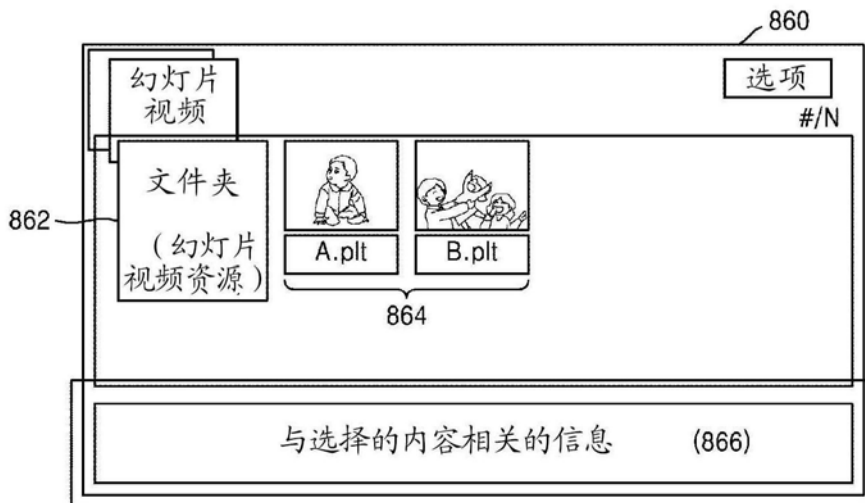 860
幻灯片
视频
选项
#/N
862
文件夹
（幻灯片
视频资源）
A.plt
B.plt
864
与选择的内容相关的信息 (866)